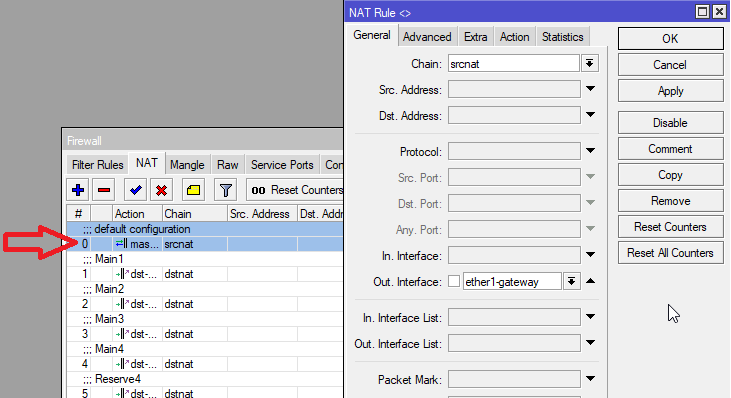 NAT Rule <>
General Advanced Extra Action Statistics
Chain: srcnat
Src. Address:
Dst. Address:
Protocol:
Src. Port:
Dst. Port:
Any. Port:
In. Interface:
Out. Interface: ether1-gateway
In. Interface List:
Out. Interface List:
Packet Mark:
OK
Cancel
Apply
Disable
Comment
Copy
Remove
Reset Counters
Reset All Counters
Firewall
Filter Rules NAT Mangle Raw Service Ports Con
00 Reset Counters
# Action Chain Src. Address Dst. Addr
;;; default configuration
0 mas... srcnat
;;; Main1
1 dst-... dstnat
;;; Main2
2 dst-... dstnat
;;; Main3
3 dst-... dstnat
;;; Main4
4 dst-... dstnat
;;; Reserve4
5 dst-... dstnat